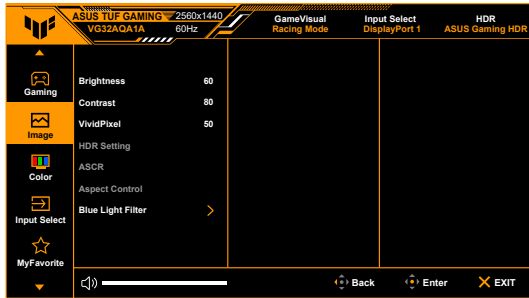 ASUS TUF GAMING 2560x1440
VG32AQA1A 60Hz
GameVisual
Racing Mode
Input Select
DisplayPort 1
HDR
ASUS Gaming HDR
Gaming
Image
Color
Input Select
MyFavorite
Brightness 60
Contrast 80
VividPixel 50
HDR Setting
ASCR
Aspect Control
Blue Light Filter
Back
Enter
EXIT